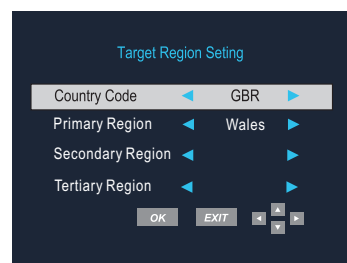 Target Region Seting
Country Code GBR
Primary Region Wales
Secondary Region
Tertiary Region
OK EXIT